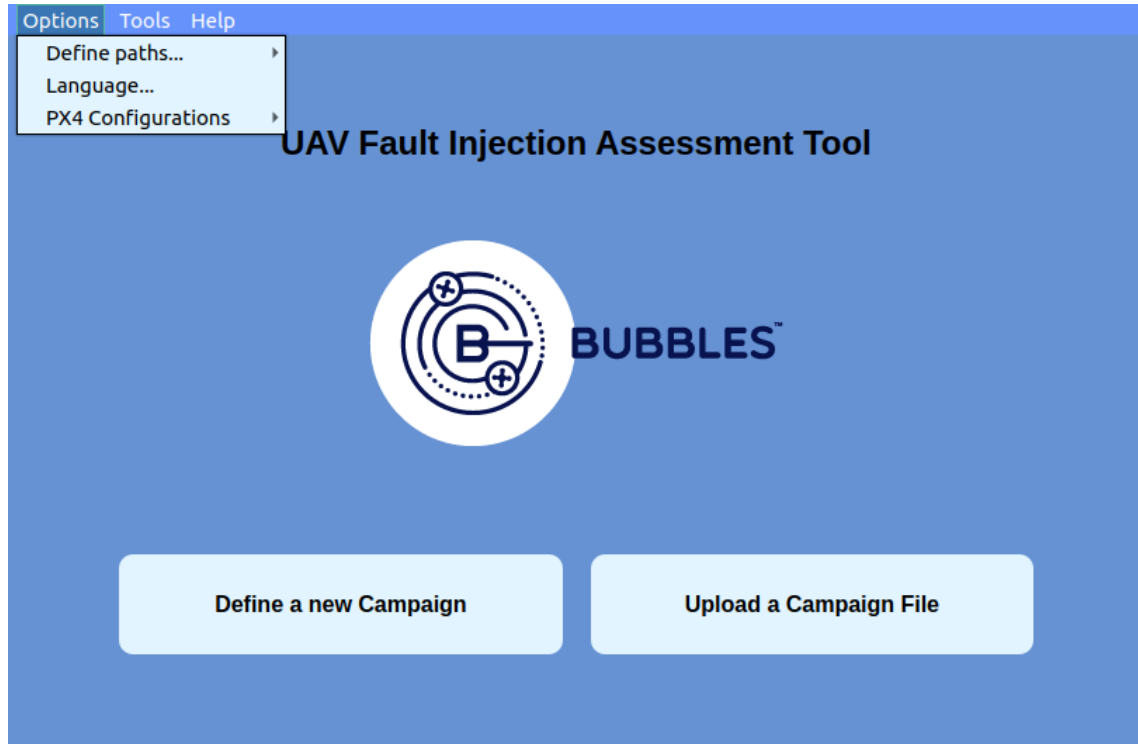 Options Tools Help
Define paths...
Language...
PX4 Configurations
UAV Fault Injection Assessment Tool
B
BUBBLES™
Define a new Campaign
Upload a Campaign File